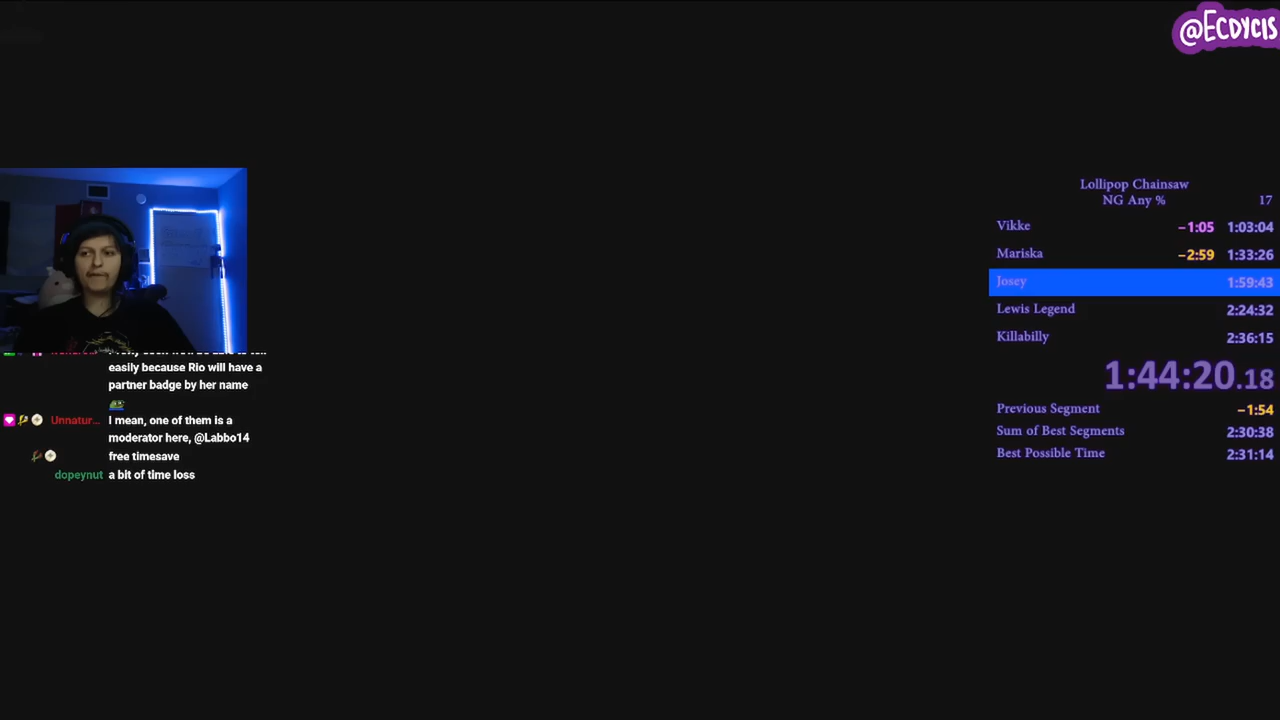 @ECDYCIS
Lollipop Chainsaw
NG Any % 17
Vikke −1:05 1:03:04
Mariska −2:59 1:33:26
Josey 1:59:43
Lewis Legend 2:24:32
Killabilly 2:36:15
1:44:20.18
Previous Segment −1:54
Sum of Best Segments 2:30:38
Best Possible Time 2:31:14
easily because Rio will have a
partner badge by her name
Unnatur... I mean, one of them is a
moderator here, @Labbo14
free timesave
dopeynut a bit of time loss